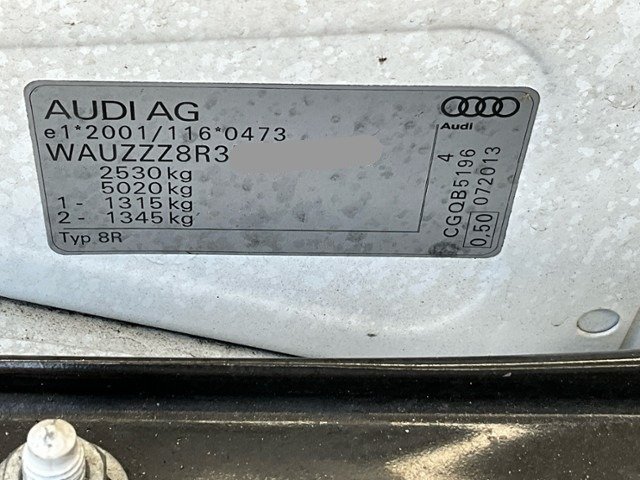 AUDI AG
Audi
e1*2001/116*0473
WAUZZZ8R3
2530 kg
5020 kg
1 - 1315 kg
2 - 1345 kg
Typ 8R
4
CGQB5196
0,50 072013